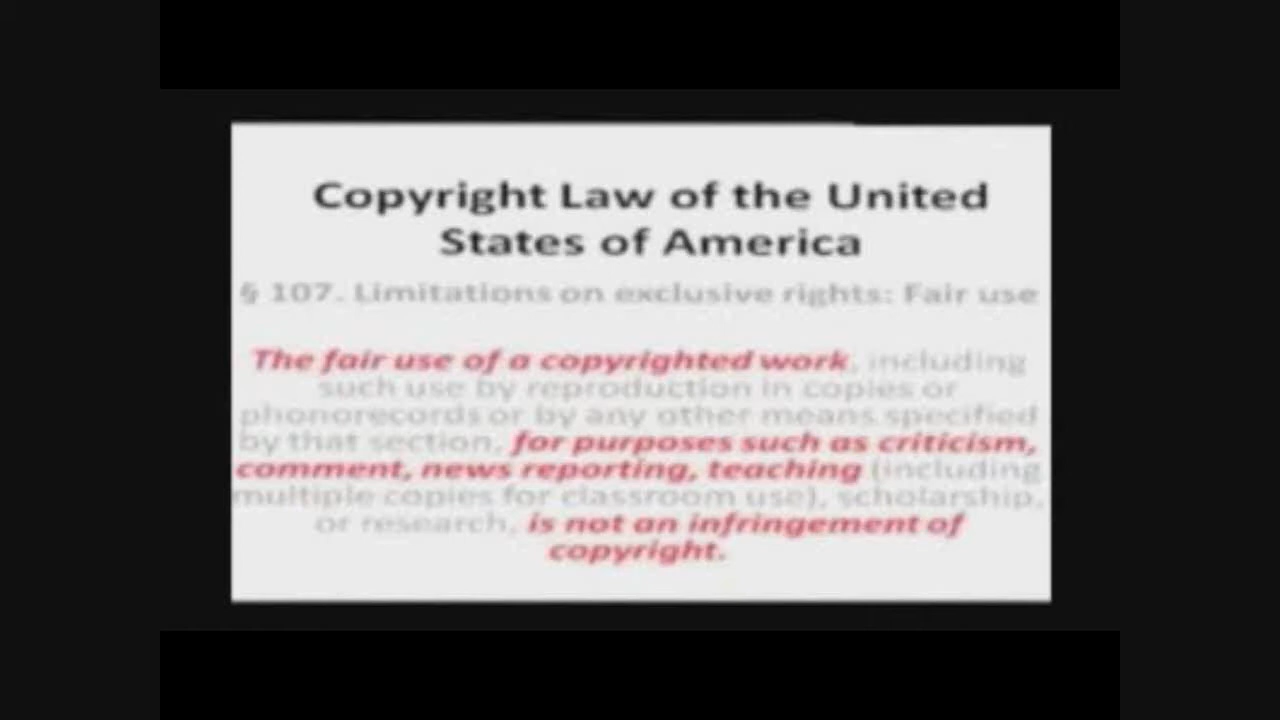 Copyright Law of the United
States of America
§ 107. Limitations on exclusive rights: Fair use
The fair use of a copyrighted work, including
such use by reproduction in copies or
phonorecords or by any other means specified
by that section, for purposes such as criticism,
comment, news reporting, teaching (including
multiple copies for classroom use), scholarship,
or research, is not an infringement of
copyright.